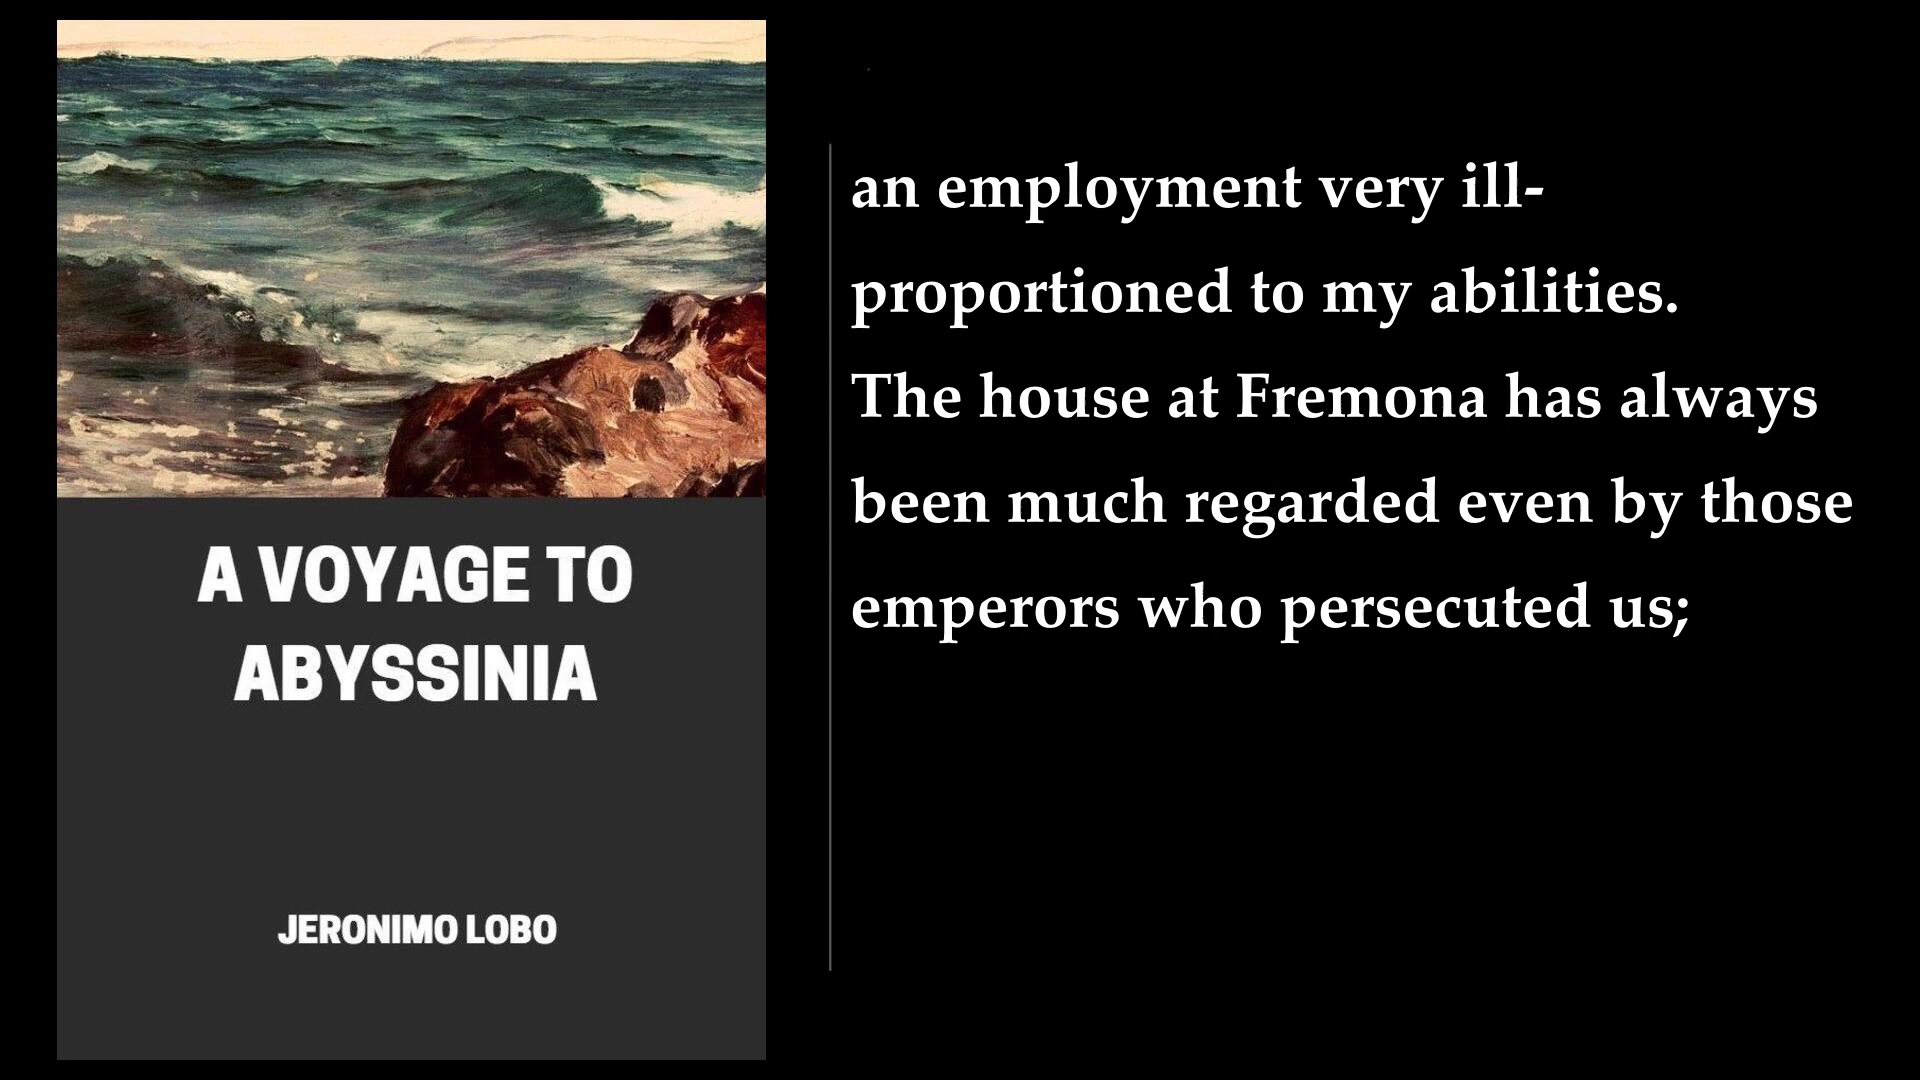 A VOYAGE TO
ABYSSINIA
JERONIMO LOBO
an employment very ill-
proportioned to my abilities.
The house at Fremona has always
been much regarded even by those
emperors who persecuted us;